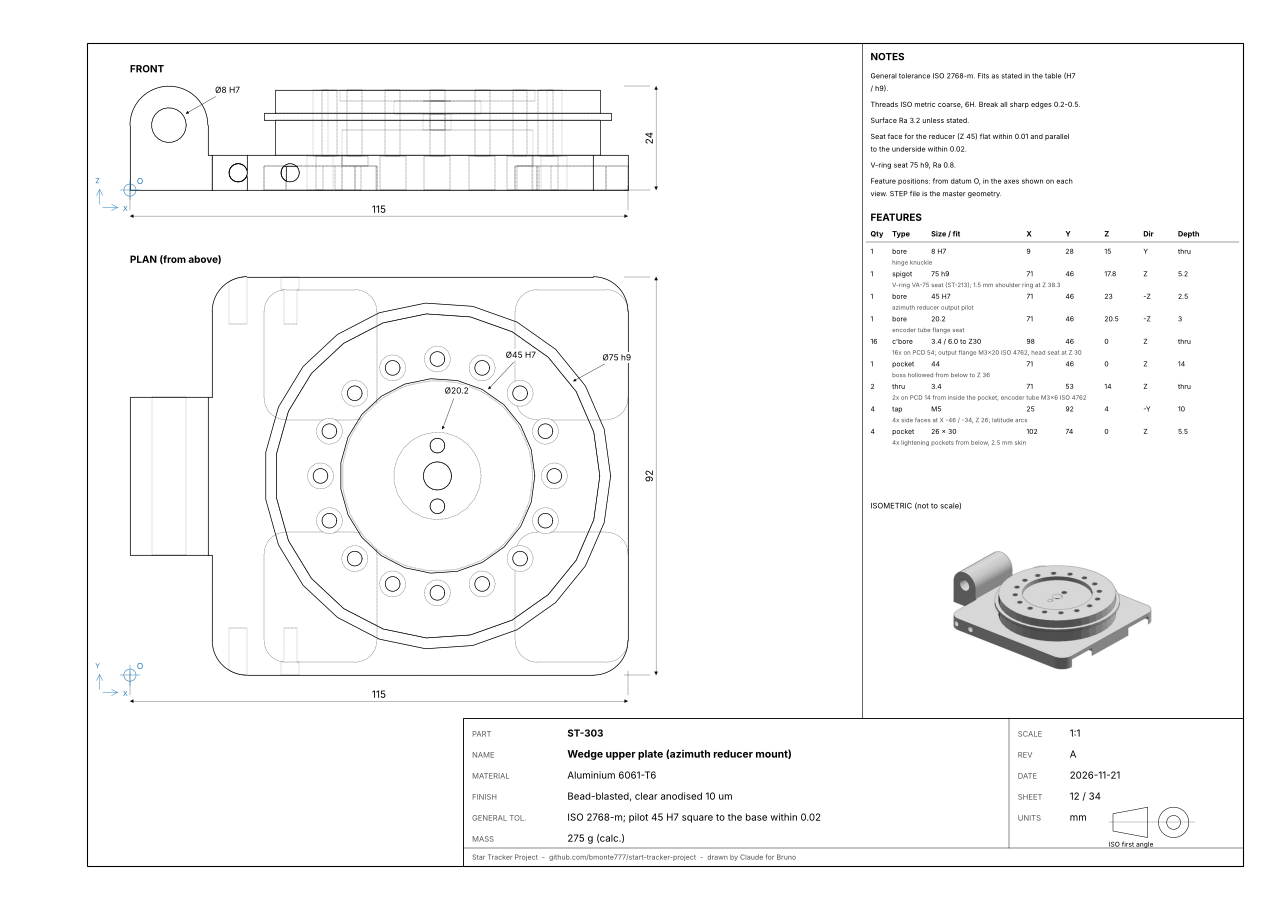 FRONT
Ø8 H7
24
Z
O
X
115
PLAN (from above)
Ø45 H7
Ø75 h9
Ø20.2
92
Y
O
X
115
NOTES
General tolerance ISO 2768-m. Fits as stated in the table (H7
/ h9).
Threads ISO metric coarse, 6H. Break all sharp edges 0.2-0.5.
Surface Ra 3.2 unless stated.
Seat face for the reducer (Z 45) flat within 0.01 and parallel
to the underside within 0.02.
V-ring seat 75 h9, Ra 0.8.
Feature positions: from datum O, in the axes shown on each
view. STEP file is the master geometry.
FEATURES
Qty Type Size / fit X Y Z Dir Depth
1 bore 8 H7 9 28 15 Y thru
hinge knuckle
1 spigot 75 h9 71 46 17.8 Z 5.2
V-ring VA-75 seat (ST-213); 1.5 mm shoulder ring at Z 38.3
1 bore 45 H7 71 46 23 -Z 2.5
azimuth reducer output pilot
1 bore 20.2 71 46 20.5 -Z 3
encoder tube flange seat
16 c'bore 3.4 / 6.0 to Z30 98 46 0 Z thru
16x on PCD 54; output flange M3×20 ISO 4762, head seat at Z 30
1 pocket 44 71 46 0 Z 14
boss hollowed from below to Z 36
2 thru 3.4 71 53 14 Z thru
2x on PCD 14 from inside the pocket; encoder tube M3×6 ISO 4762
4 tap M5 25 92 4 -Y 10
4x side faces at X -46 / -34, Z 26; latitude arcs
4 pocket 26 × 30 102 74 0 Z 5.5
4x lightening pockets from below, 2.5 mm skin
ISOMETRIC (not to scale)
PART ST-303
NAME Wedge upper plate (azimuth reducer mount)
MATERIAL Aluminium 6061-T6
FINISH Bead-blasted, clear anodised 10 um
GENERAL TOL. ISO 2768-m; pilot 45 H7 square to the base within 0.02
MASS 275 g (calc.)
SCALE 1:1
REV A
DATE 2026-11-21
SHEET 12 / 34
UNITS mm
ISO first angle
Star Tracker Project - github.com/bmonte777/start-tracker-project - drawn by Claude for Bruno